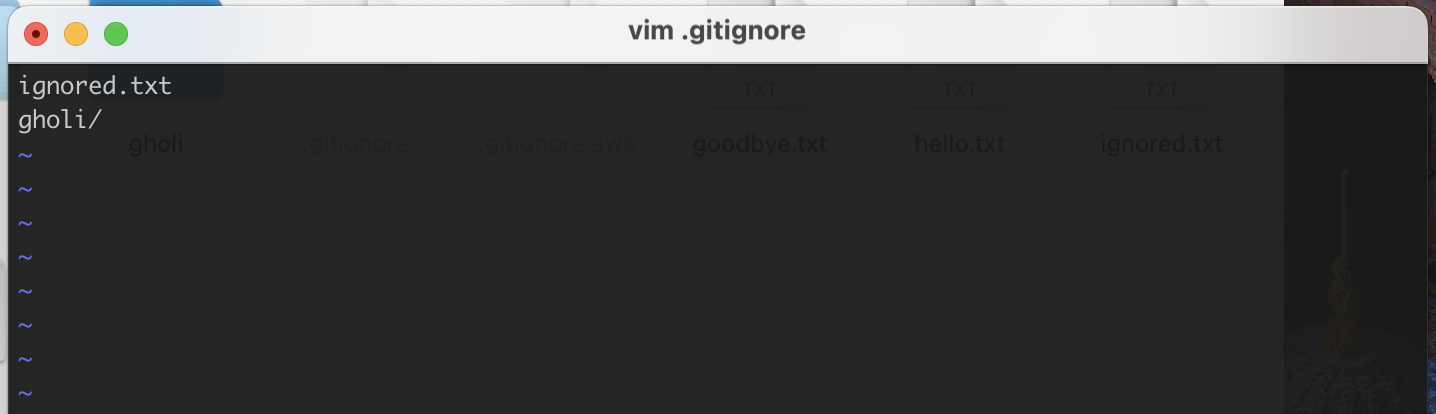 vim .gitignore
ignored.txt
gholi/
~
~
~
~
~
~
~
~
TXT TXT TXT
gholi .gitignore .gitignore.swp goodbye.txt hello.txt ignored.txt